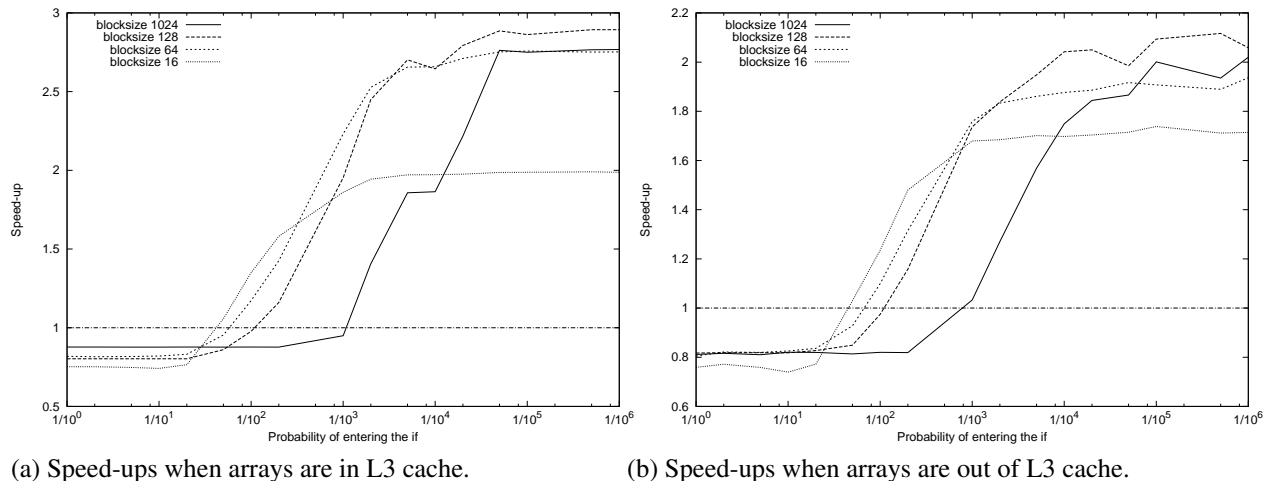 3
2.5
2
1.5
1
0.5
Speed-up
blocksize 1024
blocksize 128
blocksize 64
blocksize 16
1/10^0 1/10^1 1/10^2 1/10^3 1/10^4 1/10^5 1/10^6
Probability of entering the if
(a) Speed-ups when arrays are in L3 cache.
2.2
2
1.8
1.6
1.4
1.2
1
0.8
0.6
Speed-up
blocksize 1024
blocksize 128
blocksize 64
blocksize 16
1/10^0 1/10^1 1/10^2 1/10^3 1/10^4 1/10^5 1/10^6
Probability of entering the if
(b) Speed-ups when arrays are out of L3 cache.